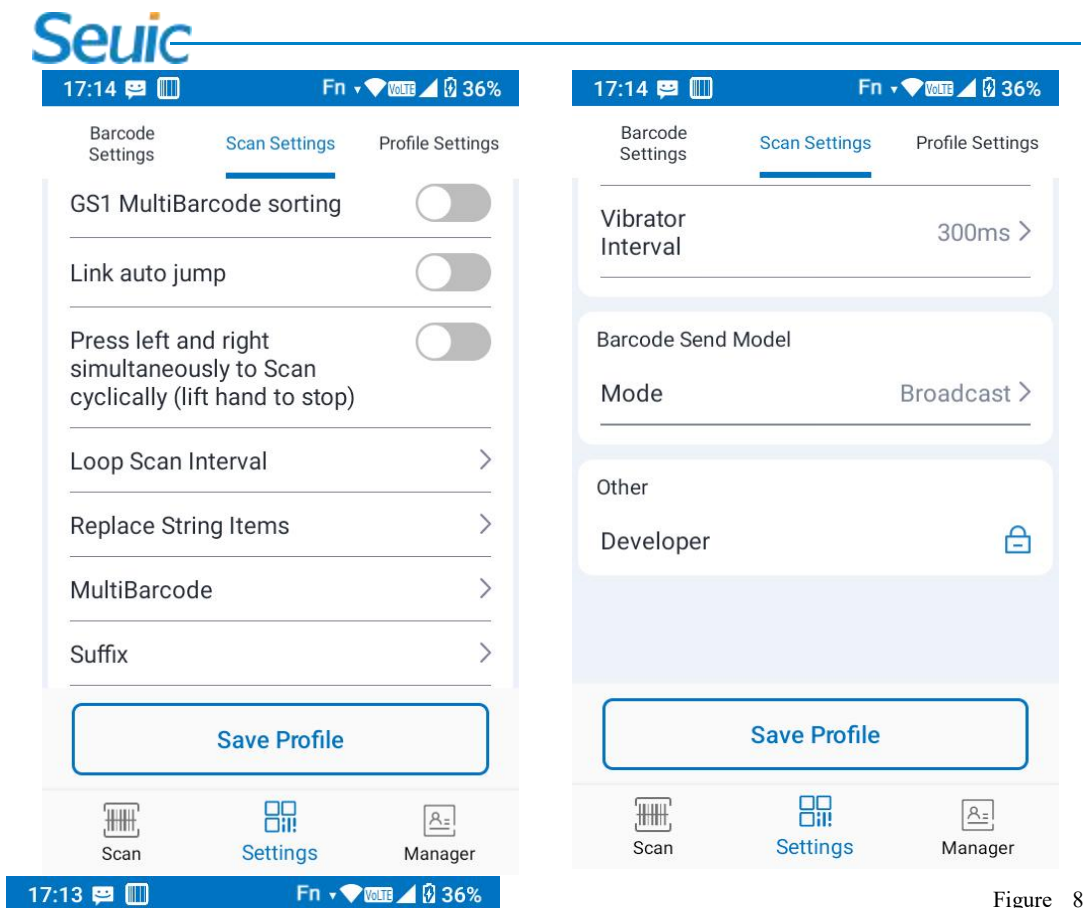 Seuic
17:14 Fn VoLTE 36%
Barcode Settings
Scan Settings
Profile Settings
GS1 MultiBarcode sorting
Link auto jump
Press left and right
simultaneously to Scan
cyclically (lift hand to stop)
Loop Scan Interval
Replace String Items
MultiBarcode
Suffix
Save Profile
Scan
Settings
Manager
17:14 Fn VoLTE 36%
Barcode Settings
Scan Settings
Profile Settings
Vibrator
Interval
300ms
Barcode Send Model
Mode
Broadcast
Other
Developer
Save Profile
Scan
Settings
Manager
17:13 Fn VoLTE 36%
Figure 8